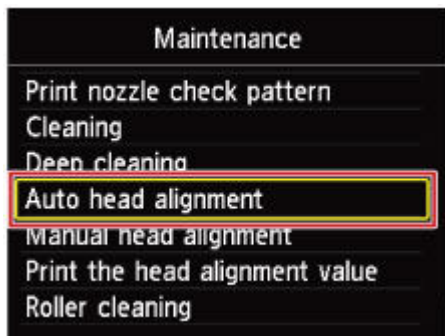 Maintenance
Print nozzle check pattern
Cleaning
Deep cleaning
Auto head alignment
Manual head alignment
Print the head alignment value
Roller cleaning